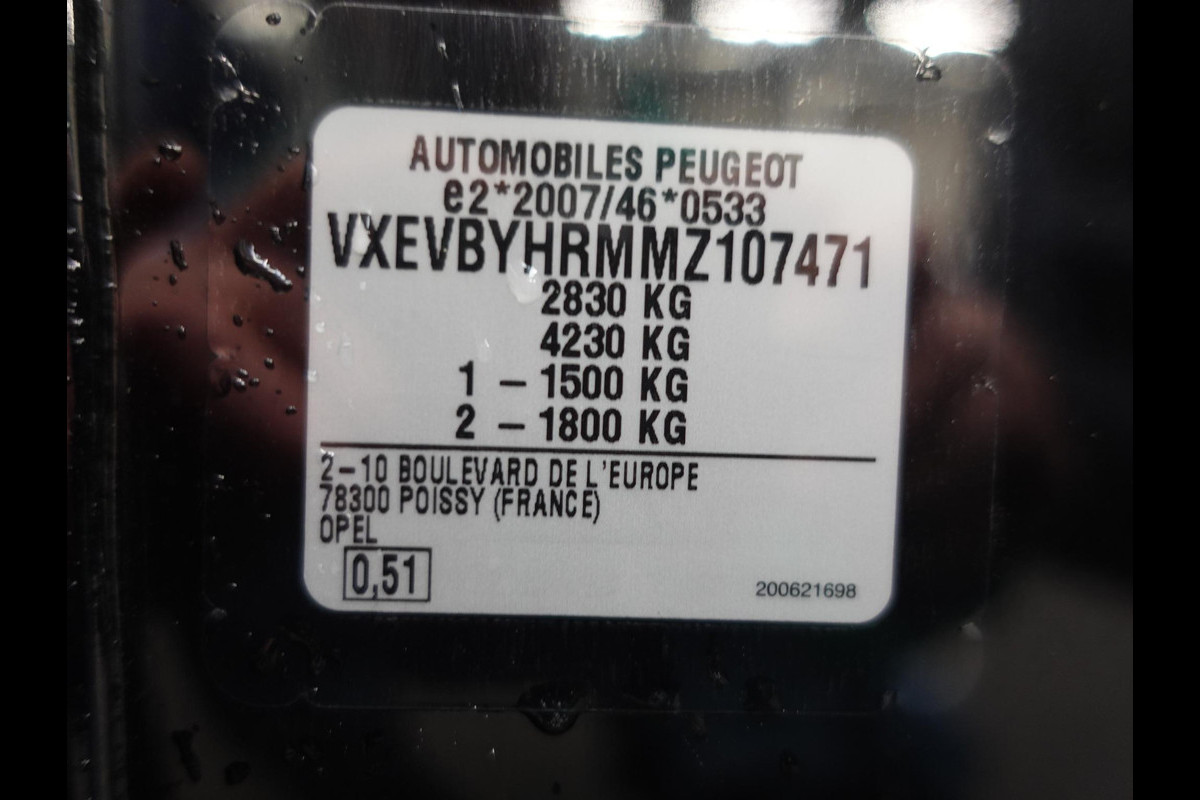 AUTOMOBILES PEUGEOT
e2*2007/46*0533
VXEVBYHRMMZ107471
2830 KG
4230 KG
1 – 1500 KG
2 – 1800 KG
2–10 BOULEVARD DE L'EUROPE
78300 POISSY (FRANCE)
OPEL
0,51
200621698